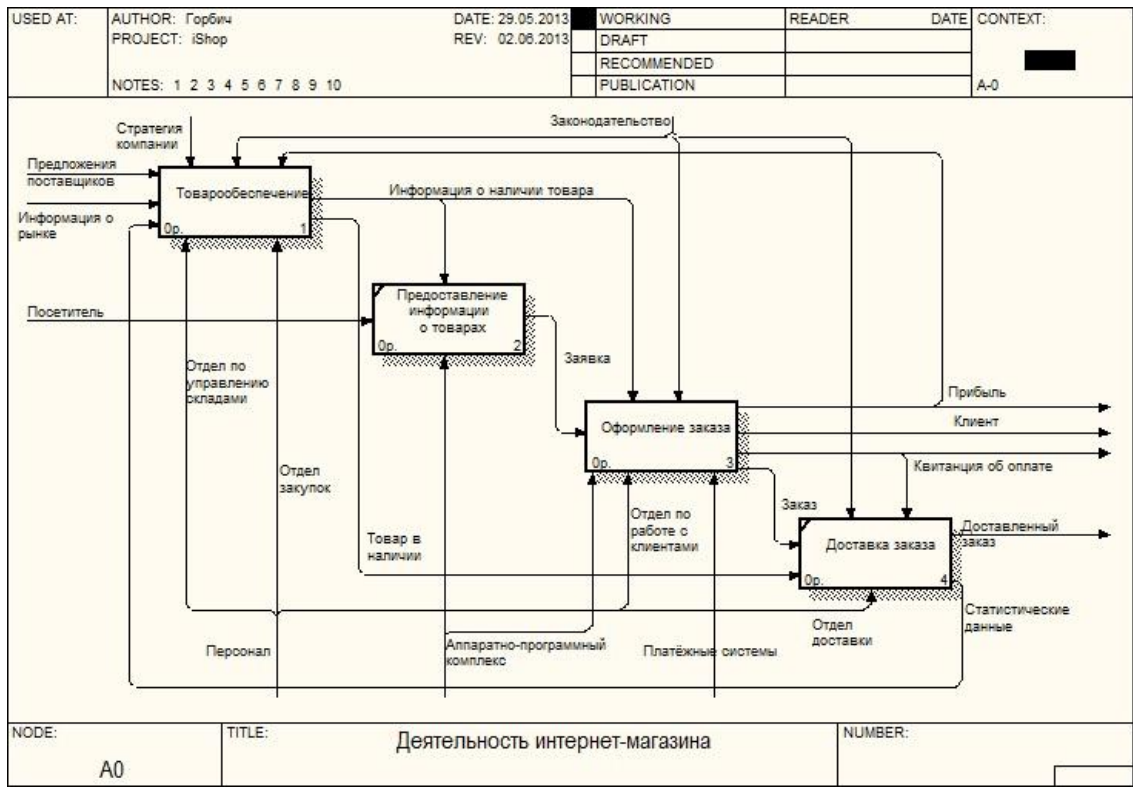 USED AT:
AUTHOR: Горбич
DATE: 29.05.2013
WORKING
READER
DATE
CONTEXT:
PROJECT: iShop
REV: 02.06.2013
DRAFT
RECOMMENDED
NOTES: 1 2 3 4 5 6 7 8 9 10
PUBLICATION
A-0
Стратегия
компании
Законодательство
Предложения
поставщиков
Товарообеспечение
0р.
1
Информация о наличии товара
Информация о
рынке
Посетитель
Предоставление
информации
о товарах
0р.
2
Отдел по
управлению
складами
Заявка
Прибыль
Клиент
Оформление заказа
0р.
3
Квитанция об оплате
Отдел
закупок
Отдел по
работе с
клиентами
Заказ
Товар в
наличии
Доставка заказа
0р.
4
Доставленный
заказ
Статистические
данные
Отдел
доставки
Персонал
Аппаратно-программный
комплекс
Платёжные системы
NODE:
A0
TITLE:
Деятельность интернет-магазина
NUMBER: